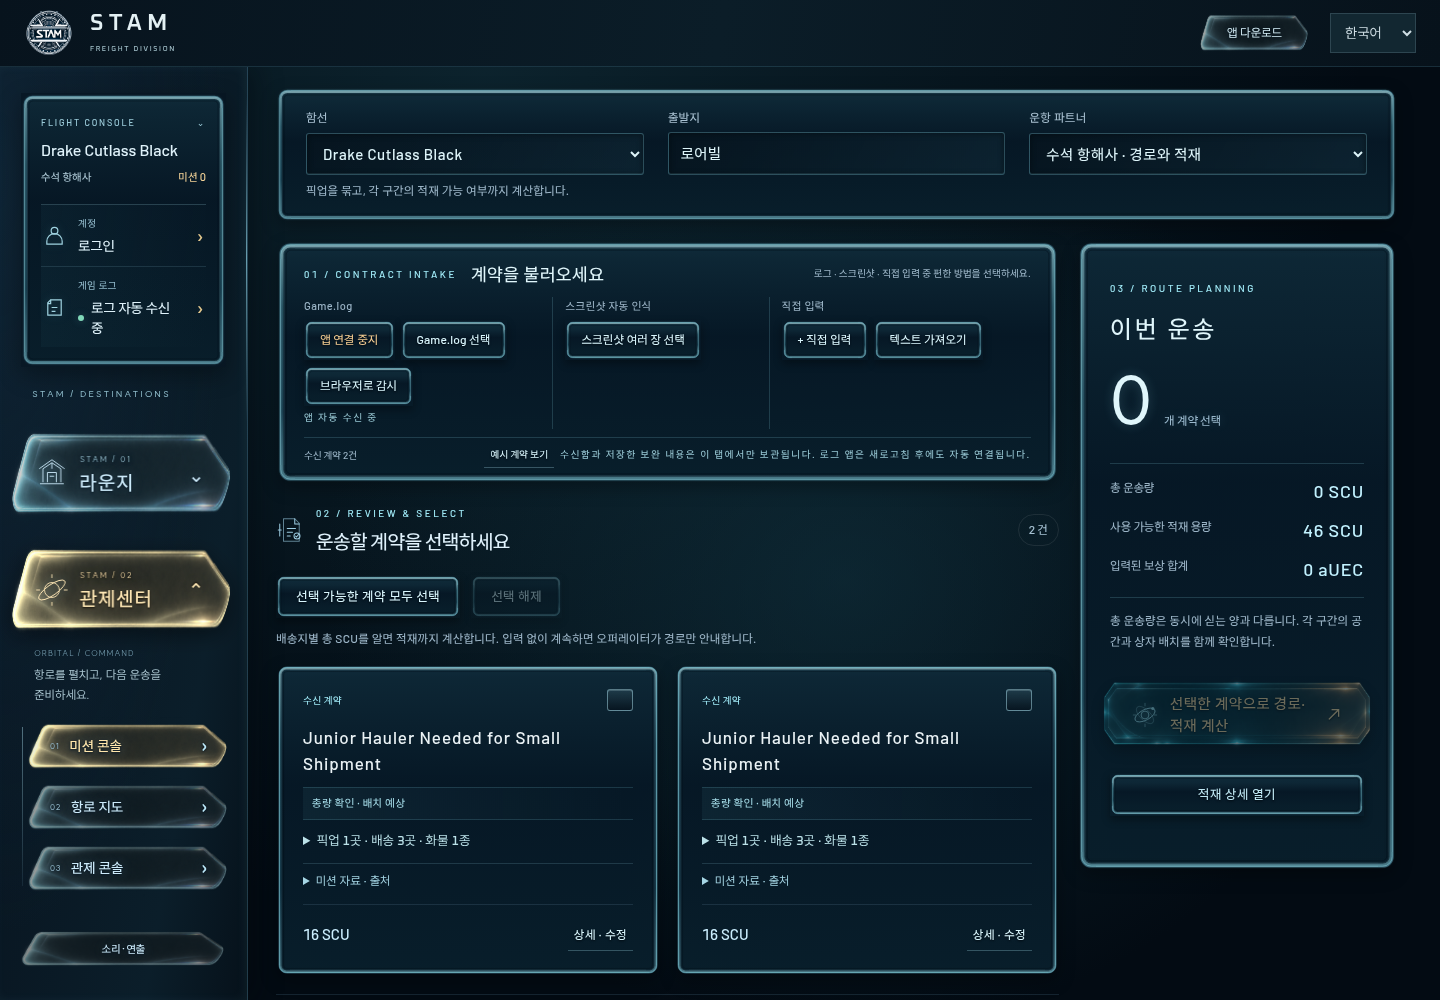 STAM
STAM
FREIGHT DIVISION
앱 다운로드
한국어
FLIGHT CONSOLE
Drake Cutlass Black
수석 항해사
미션 0
계정
로그인
게임 로그
로그 자동 수신
중
STAM / DESTINATIONS
STAM / 01
라운지
STAM / 02
관제센터
ORBITAL / COMMAND
항로를 펼치고, 다음 운송을
준비하세요.
01 미션 콘솔
02 항로 지도
03 관제 콘솔
소리·연출
함선
Drake Cutlass Black
픽업을 묶고, 각 구간의 적재 가능 여부까지 계산합니다.
출발지
로어빌
운항 파트너
수석 항해사 · 경로와 적재
01 / CONTRACT INTAKE 계약을 불러오세요
로그 · 스크린샷 · 직접 입력 중 편한 방법을 선택하세요.
Game.log
앱 연결 중지
Game.log 선택
브라우저로 감시
앱 자동 수신 중
스크린샷 자동 인식
스크린샷 여러 장 선택
직접 입력
+ 직접 입력
텍스트 가져오기
수신 계약 2건
예시 계약 보기
수신함과 저장한 보완 내용은 이 탭에서만 보관됩니다. 로그 앱은 새로고침 후에도 자동 연결됩니다.
02 / REVIEW & SELECT
운송할 계약을 선택하세요
2 건
선택 가능한 계약 모두 선택
선택 해제
배송지별 총 SCU를 알면 적재까지 계산합니다. 입력 없이 계속하면 오퍼레이터가 경로만 안내합니다.
수신 계약
Junior Hauler Needed for Small
Shipment
총량 확인 · 배치 예상
▶ 픽업 1곳 · 배송 3곳 · 화물 1종
▶ 미션 자료 · 출처
16 SCU
상세 · 수정
수신 계약
Junior Hauler Needed for Small
Shipment
총량 확인 · 배치 예상
▶ 픽업 1곳 · 배송 3곳 · 화물 1종
▶ 미션 자료 · 출처
16 SCU
상세 · 수정
03 / ROUTE PLANNING
이번 운송
0
개 계약 선택
총 운송량
0 SCU
사용 가능한 적재 용량
46 SCU
입력된 보상 합계
0 aUEC
총 운송량은 동시에 싣는 양과 다릅니다. 각 구간의 공
간과 상자 배치를 함께 확인합니다.
선택한 계약으로 경로·
적재 계산
적재 상세 열기